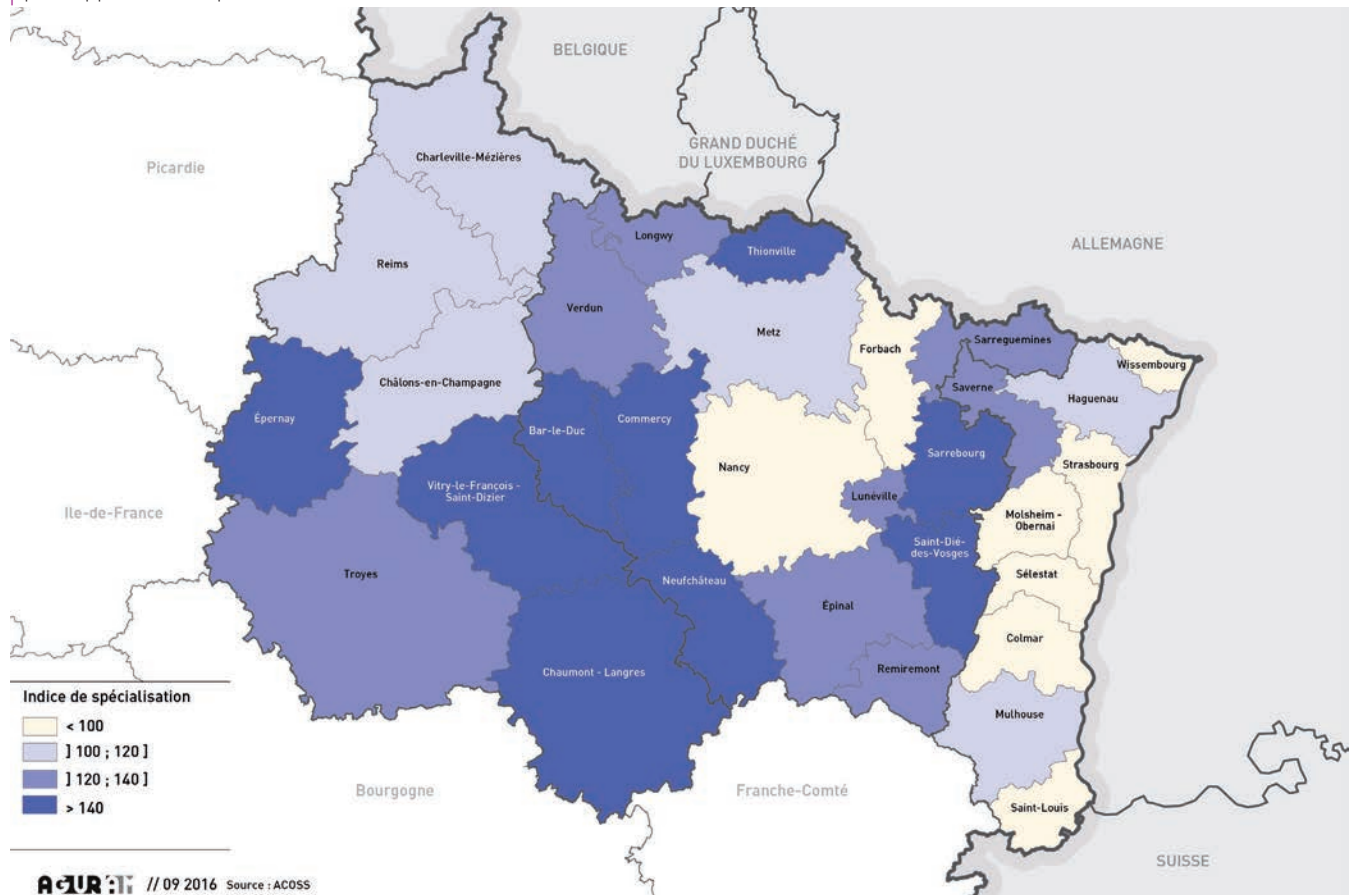 BELGIQUE
GRAND DUCHÉ
DU LUXEMBOURG
Picardie
Charleville-Mézières
ALLEMAGNE
Longwy
Thionville
Reims
Verdun
Metz
Forbach
Sarreguemines
Wissembourg
Saverne
Haguenau
Châlons-en-Champagne
Épernay
Bar-le-Duc
Commercy
Sarrebourg
Strasbourg
Nancy
Vitry-le-François -
Saint-Dizier
Lunéville
Ile-de-France
Molsheim -
Obernai
Saint-Dié-
des-Vosges
Troyes
Neufchâteau
Sélestat
Épinal
Colmar
Chaumont - Langres
Remiremont
Mulhouse
Bourgogne
Franche-Comté
Saint-Louis
SUISSE
Indice de spécialisation
< 100
] 100 ; 120 ]
] 120 ; 140 ]
> 140
// 09 2016 Source : ACOSS